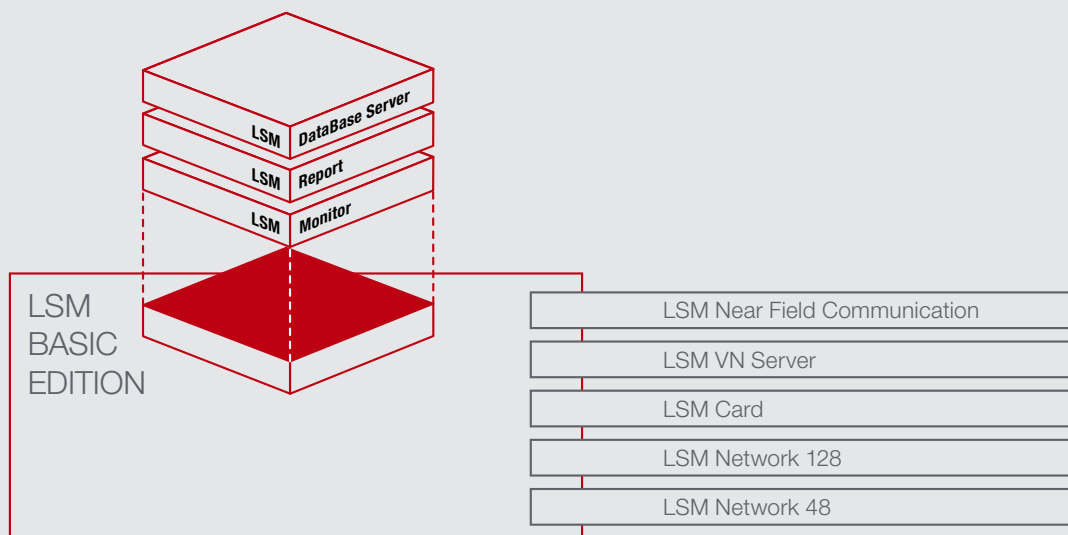 LSM DataBase Server
LSM Report
LSM Monitor
LSM
BASIC
EDITION
LSM Near Field Communication
LSM VN Server
LSM Card
LSM Network 128
LSM Network 48